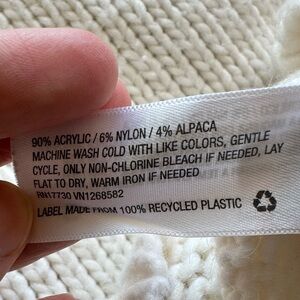 90% ACRYLIC / 6% NYLON / 4% ALPACA
MACHINE WASH COLD WITH LIKE COLORS, GENTLE
CYCLE, ONLY NON-CHLORINE BLEACH IF NEEDED, LAY
FLAT TO DRY, WARM IRON IF NEEDED
RN17730 VN1268582
LABEL MADE FROM 100% RECYCLED PLASTIC